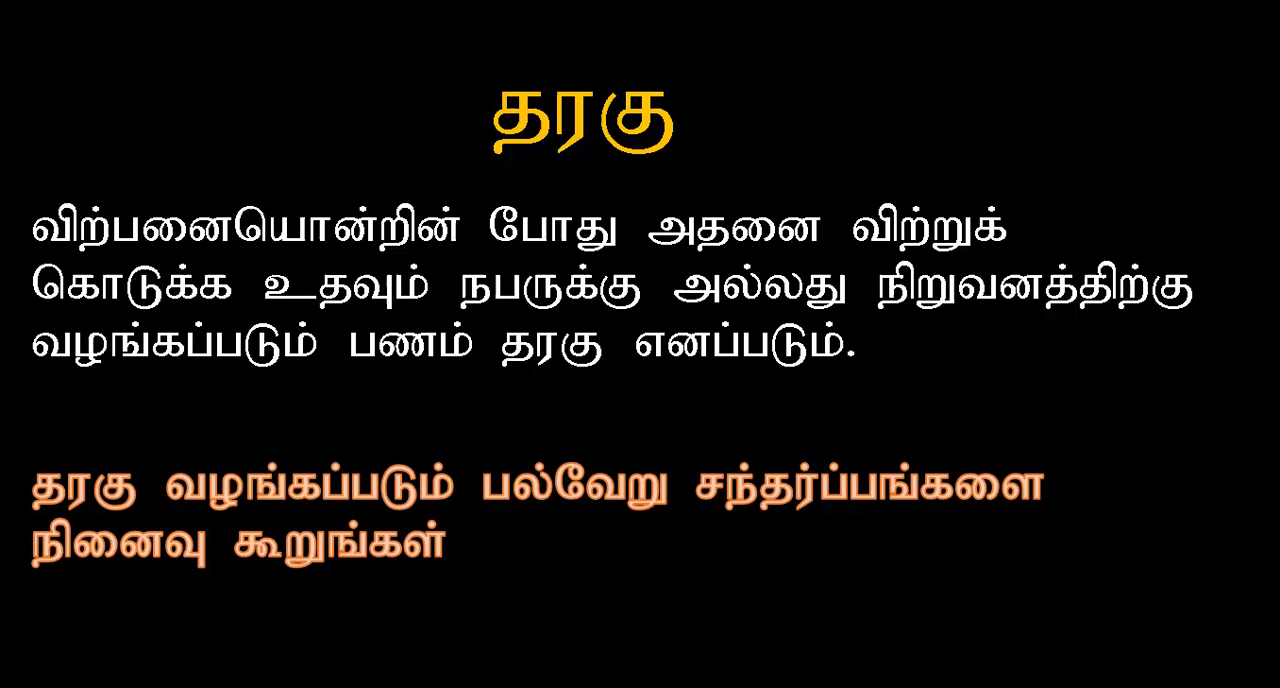 தரகு
விற்பனையொன்றின் போது அதனை விற்றுக்
கொடுக்க உதவும் நபருக்கு அல்லது நிறுவனத்திற்கு
வழங்கப்படும் பணம் தரகு எனப்படும்.
தரகு வழங்கப்படும் பல்வேறு சந்தர்ப்பங்களை
நினைவு கூறுங்கள்